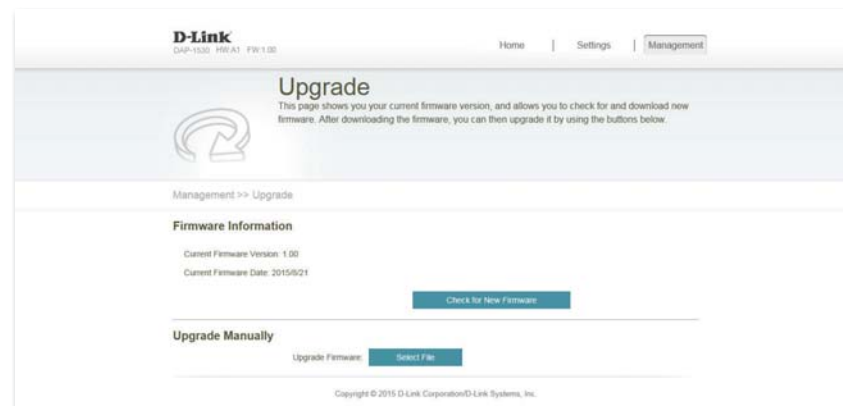 D-Link
DAP-1530 HW:A1 FW:1.00
Home | Settings | Management
Upgrade
This page shows you your current firmware version, and allows you to check for and download new
firmware. After downloading the firmware, you can then upgrade it by using the buttons below.
Management >> Upgrade
Firmware Information
Current Firmware Version: 1.00
Current Firmware Date: 2015/8/21
Check for New Firmware
Upgrade Manually
Upgrade Firmware: Select File
Copyright © 2015 D-Link Corporation/D-Link Systems, Inc.